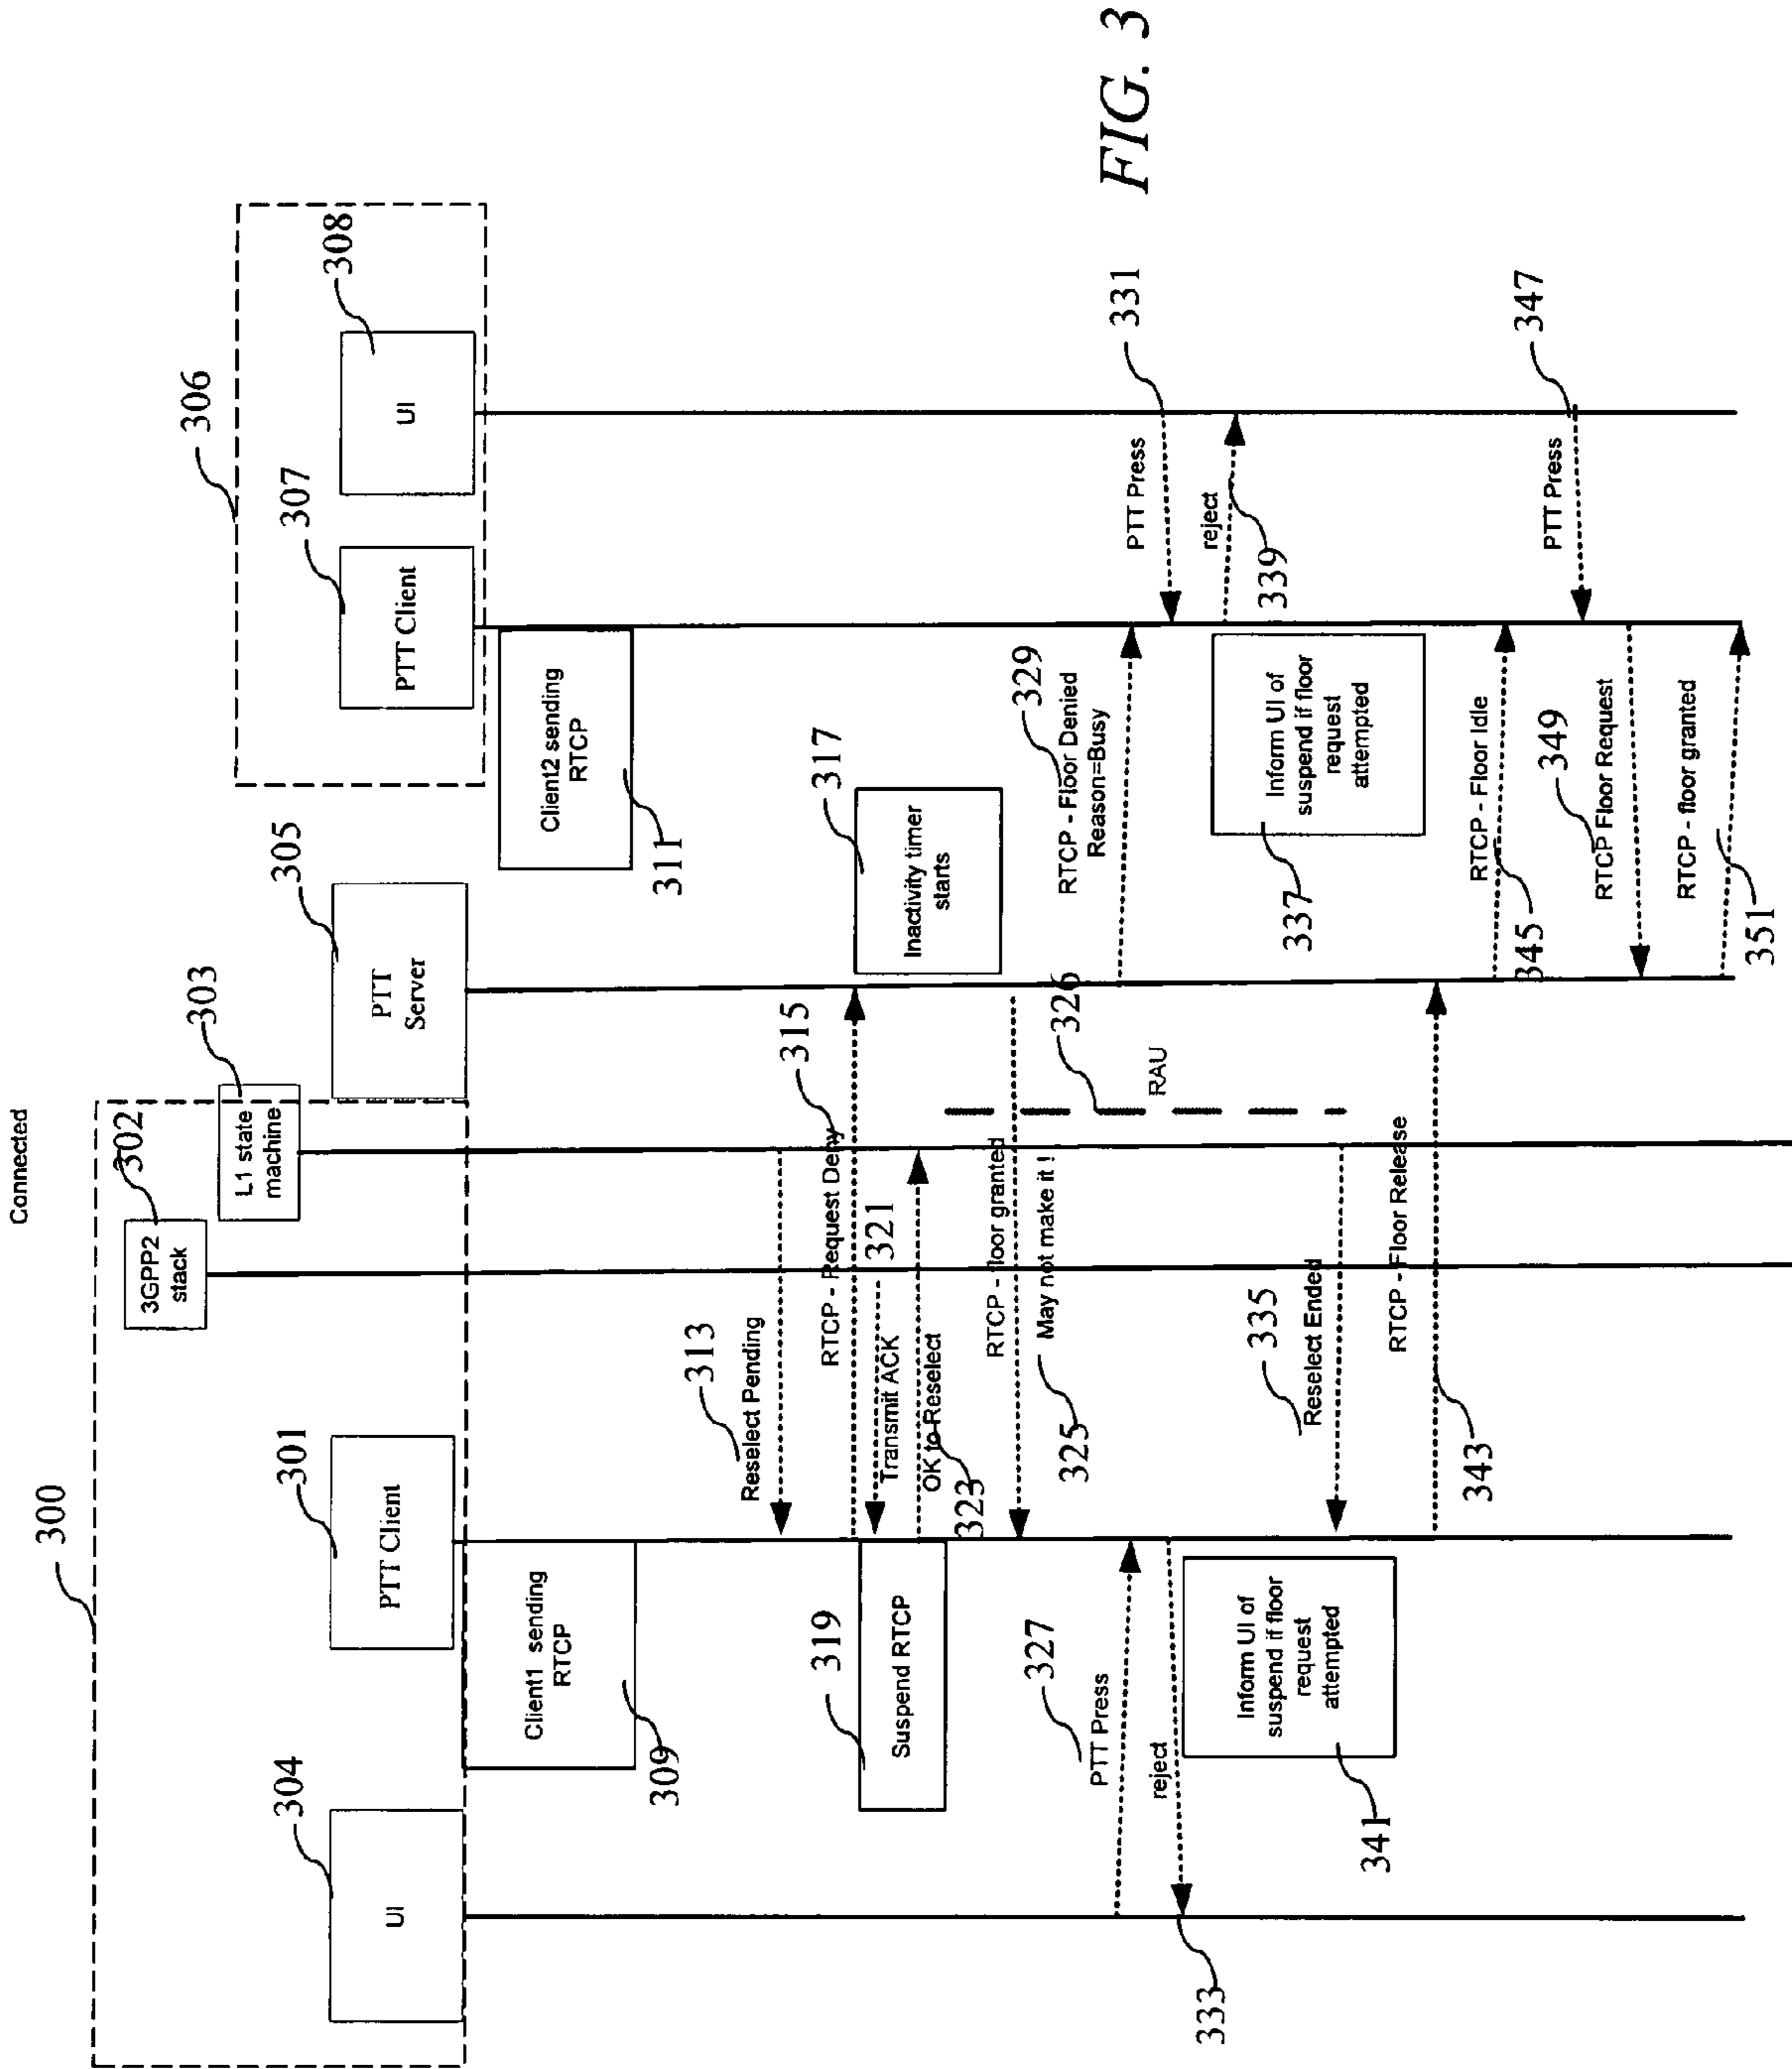 Connected
300
302
3GPP2
stack
303
L1 state
machine
304
UI
301
PTT Client
305
PTT
Server
306
307
PTT Client
308
UI
Client1 sending
RTCP
309
Client2 sending
RTCP
311
313
Reselect Pending
315
RTCP - Request Deny
317
Inactivity timer
starts
319
Suspend RTCP
321
Transmit ACK
OK to Reselect
323
RTCP - floor granted
May not make it !
325
326
RAU
327
PTT Press
329
RTCP - Floor Denied
Reason=Busy
331
PTT Press
reject
333
reject
339
335
Reselect Ended
Inform UI of
suspend if floor
request
attempted
341
Inform UI of
suspend if floor
request
attempted
337
RTCP - Floor Release
343
RTCP - Floor Idle
345
347
PTT Press
349
RTCP Floor Request
RTCP - floor granted
351
FIG. 3